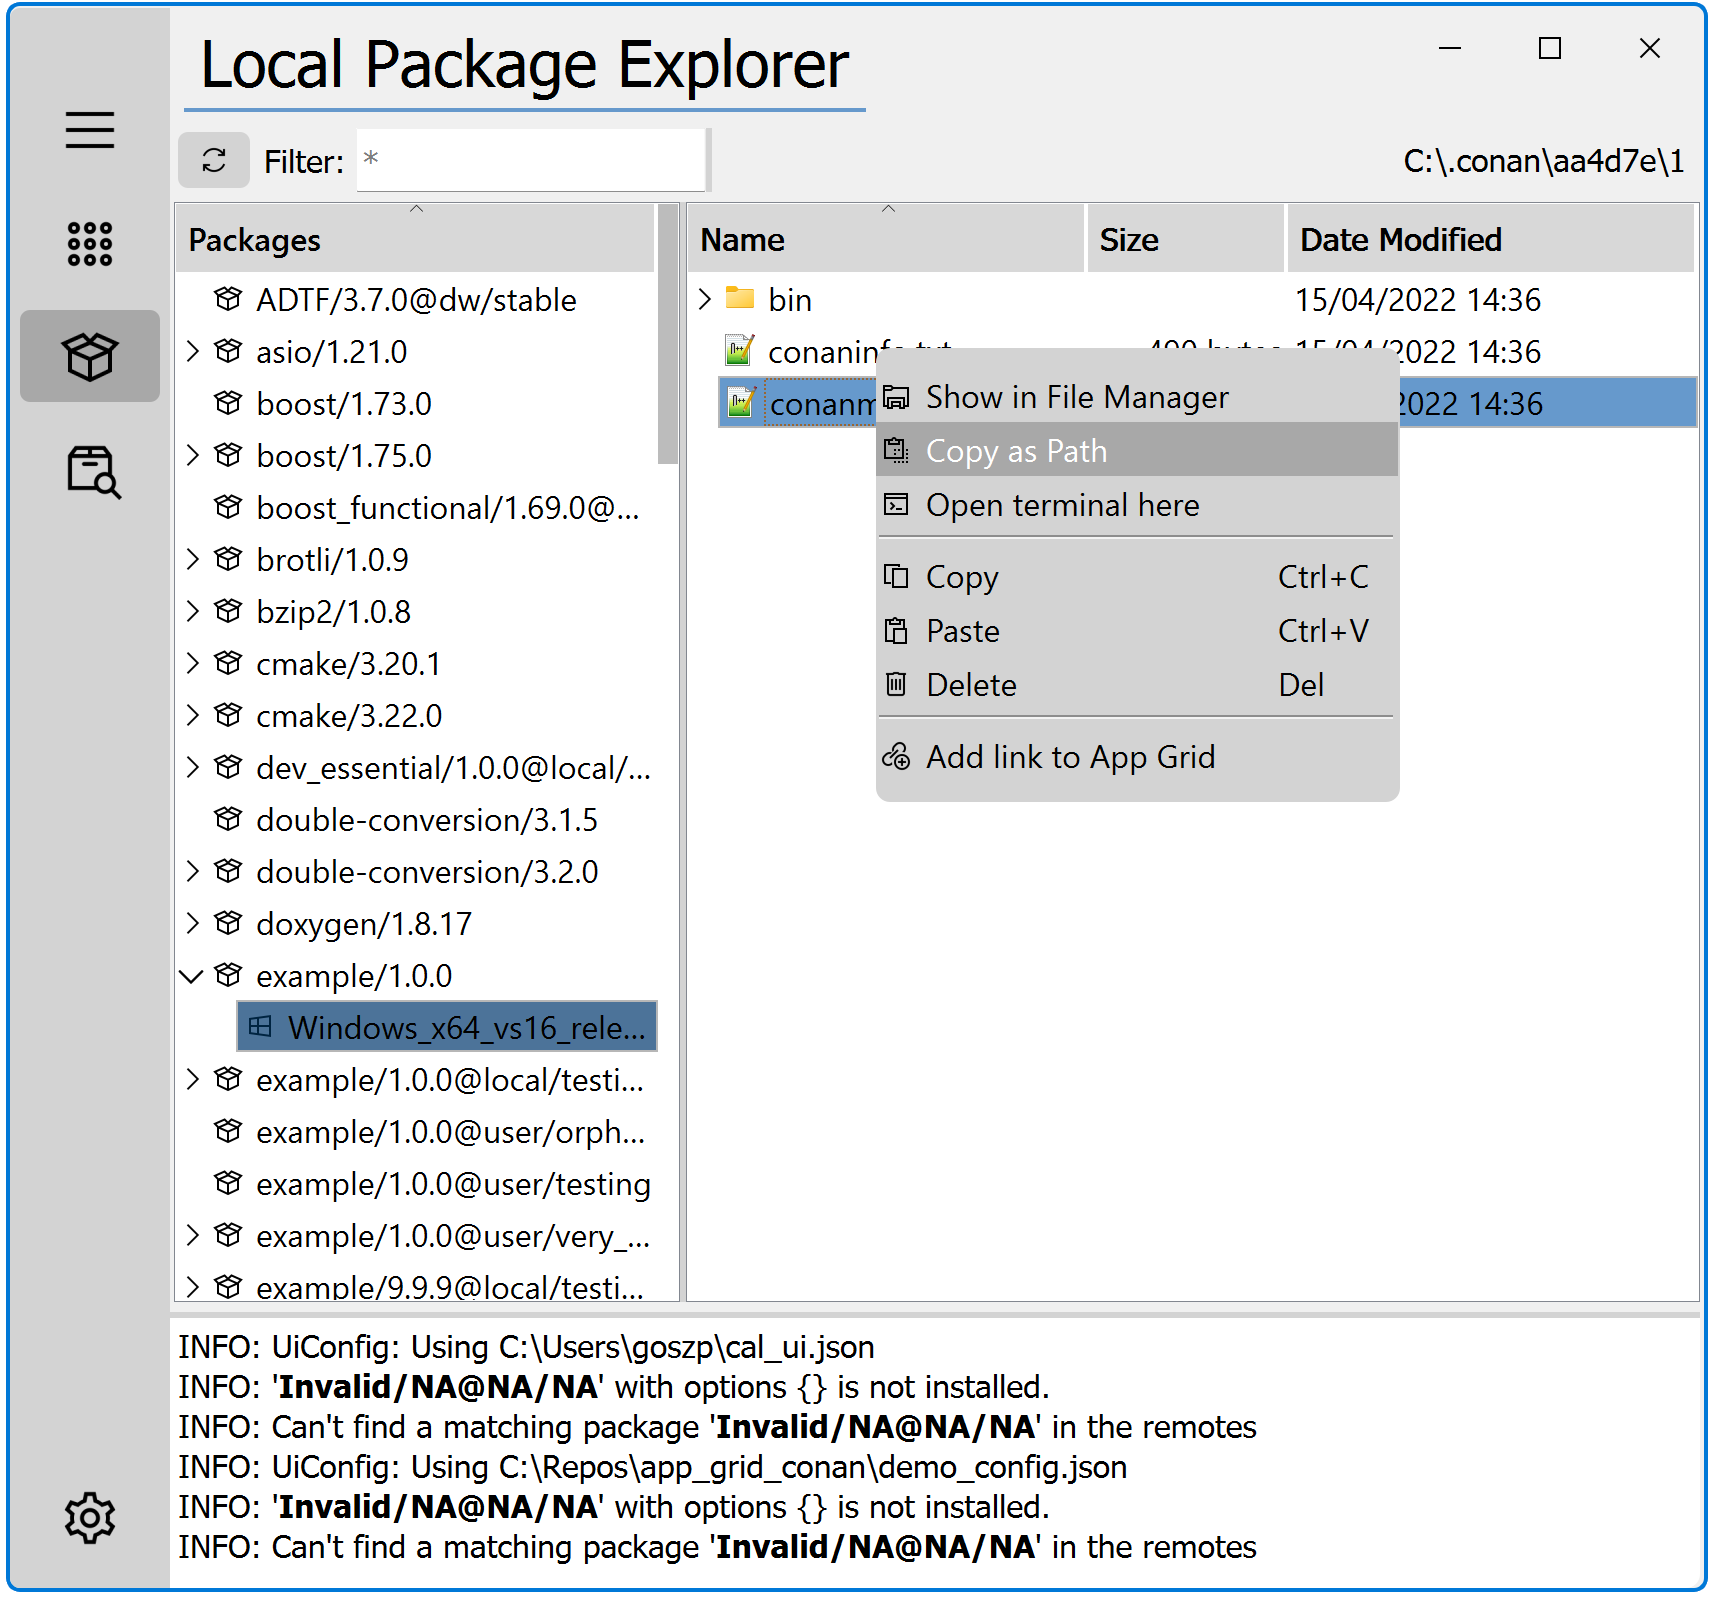 Local Package Explorer
Filter: *
C:\.conan\aa4d7e\1
Packages
ADTF/3.7.0@dw/stable
asio/1.21.0
boost/1.73.0
boost/1.75.0
boost_functional/1.69.0@...
brotli/1.0.9
bzip2/1.0.8
cmake/3.20.1
cmake/3.22.0
dev_essential/1.0.0@local/...
double-conversion/3.1.5
double-conversion/3.2.0
doxygen/1.8.17
example/1.0.0
Windows_x64_vs16_rele...
example/1.0.0@local/testi...
example/1.0.0@user/orph...
example/1.0.0@user/testing
example/1.0.0@user/very_...
example/9.9.9@local/testi...
Name Size Date Modified
bin 15/04/2022 14:36
conaninfo.txt 15/04/2022 14:36
conanm 2022 14:36
Show in File Manager
Copy as Path
Open terminal here
Copy Ctrl+C
Paste Ctrl+V
Delete Del
Add link to App Grid
INFO: UiConfig: Using C:\Users\goszp\cal_ui.json
INFO: 'Invalid/NA@NA/NA' with options {} is not installed.
INFO: Can't find a matching package 'Invalid/NA@NA/NA' in the remotes
INFO: UiConfig: Using C:\Repos\app_grid_conan\demo_config.json
INFO: 'Invalid/NA@NA/NA' with options {} is not installed.
INFO: Can't find a matching package 'Invalid/NA@NA/NA' in the remotes